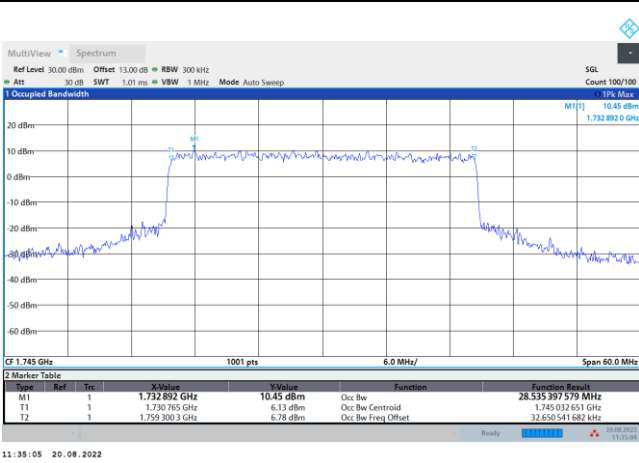 MultiView Spectrum
Ref Level 30.00 dBm Offset 13.00 dB RBW 300 kHz SGL
Att 30 dB SWT 1.01 ms VBW 1 MHz Mode Auto Sweep Count 100/100
1 Occupied Bandwidth 1Pk Max
M1[1] 10.45 dBm
1.732 892 0 GHz
20 dBm
M1
T1 T2
10 dBm
0 dBm
-10 dBm
-20 dBm
-30 dBm
-40 dBm
-50 dBm
-60 dBm
CF 1.745 GHz 1001 pts 6.0 MHz/ Span 60.0 MHz
2 Marker Table
Type Ref Trc X-Value Y-Value Function Function Result
M1 1 1.732 892 GHz 10.45 dBm Occ Bw 28.535 397 579 MHz
T1 1 1.730 765 GHz 6.13 dBm Occ Bw Centroid 1.745 032 651 GHz
T2 1 1.759 300 3 GHz 6.78 dBm Occ Bw Freq Offset 32.650 541 682 kHz
Ready 20.08.2022
11:35:04
11:35:05 20.08.2022